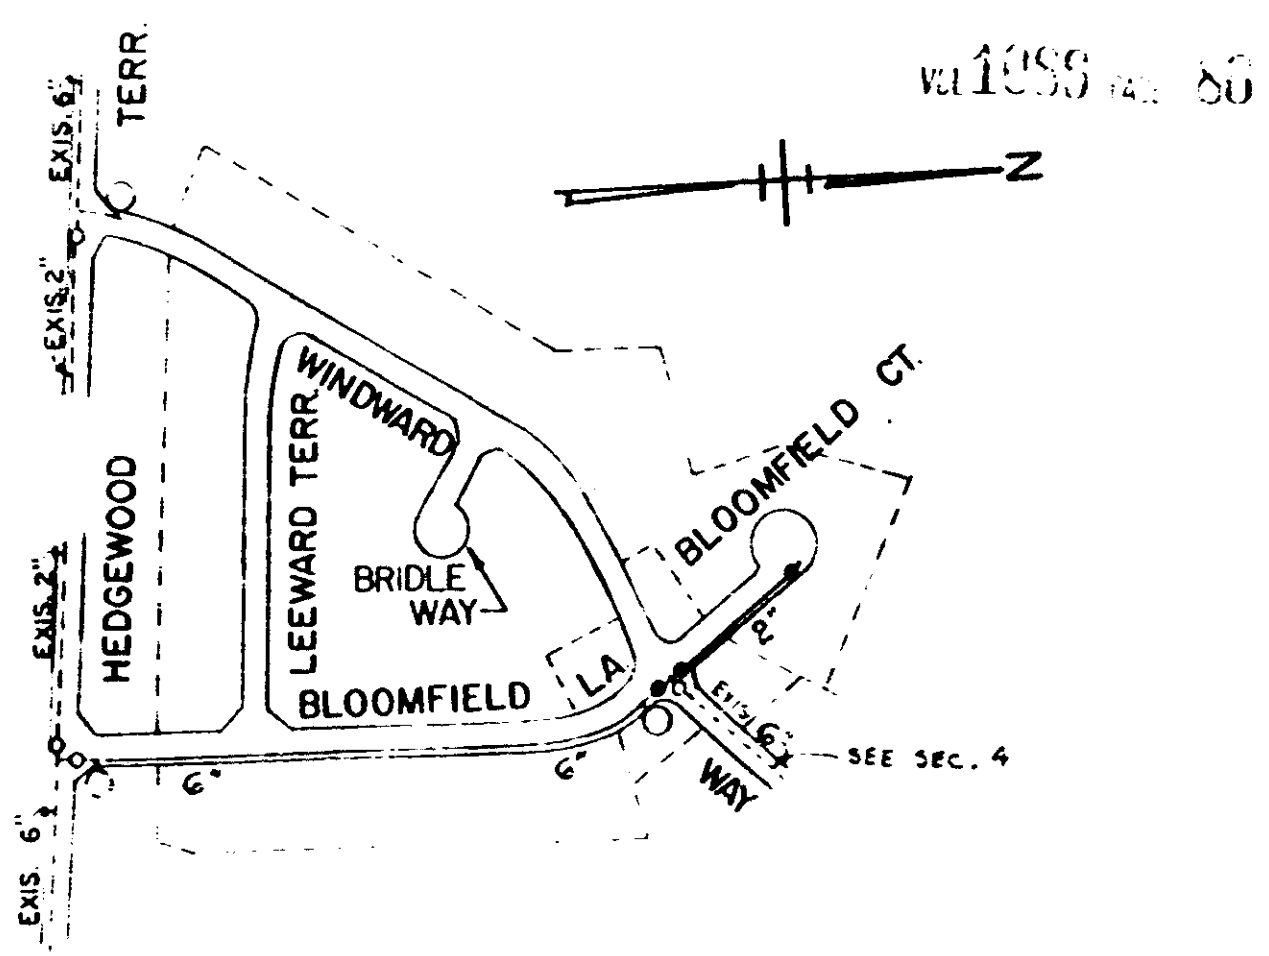 TERR.
EXIS. 6"
N
EXIS. 2"
WINDWARD
LEEWARD TERR.
BLOOMFIELD CT.
HEDGEWOOD
BRIDLE
WAY
EXIS. 2"
LA
BLOOMFIELD
2"
EXIS. 6"
SEE SEC. 4
WAY
6"
6"
EXIS. 6"